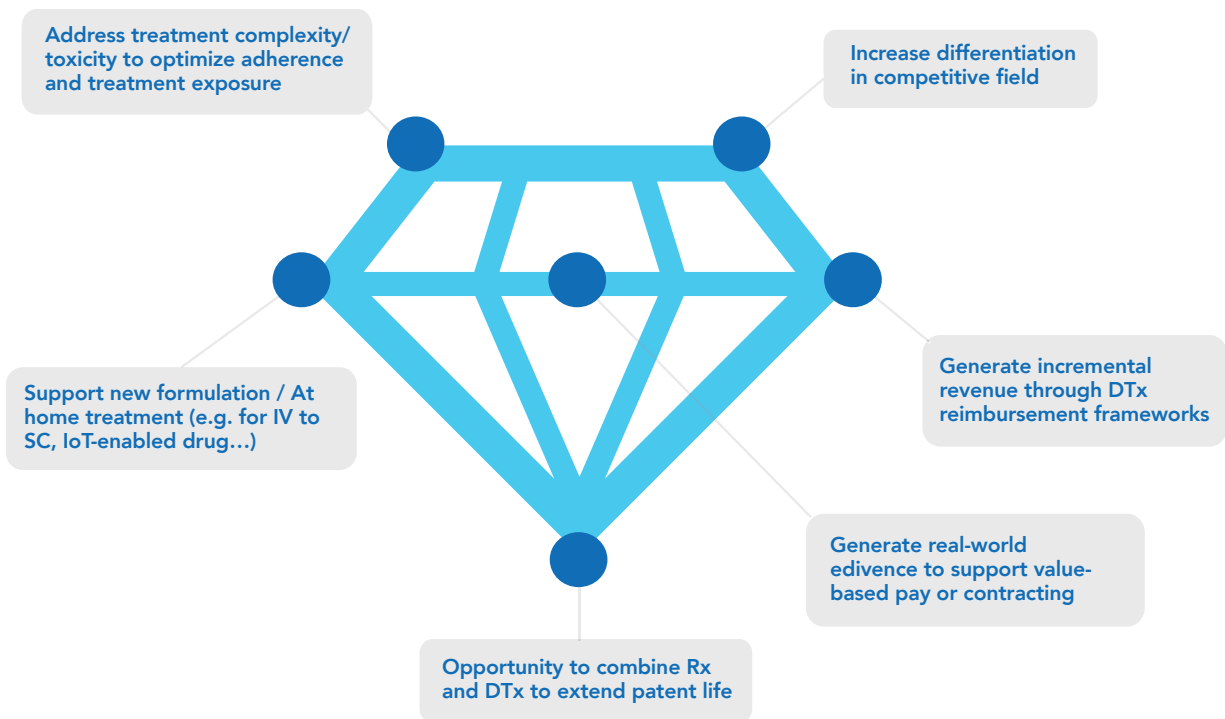 Address treatment complexity/
toxicity to optimize adherence
and treatment exposure
Increase differentiation
in competitive field
Support new formulation / At
home treatment (e.g. for IV to
SC, IoT-enabled drug...)
Generate incremental
revenue through DTx
reimbursement frameworks
Generate real-world
edivence to support value-
based pay or contracting
Opportunity to combine Rx
and DTx to extend patent life